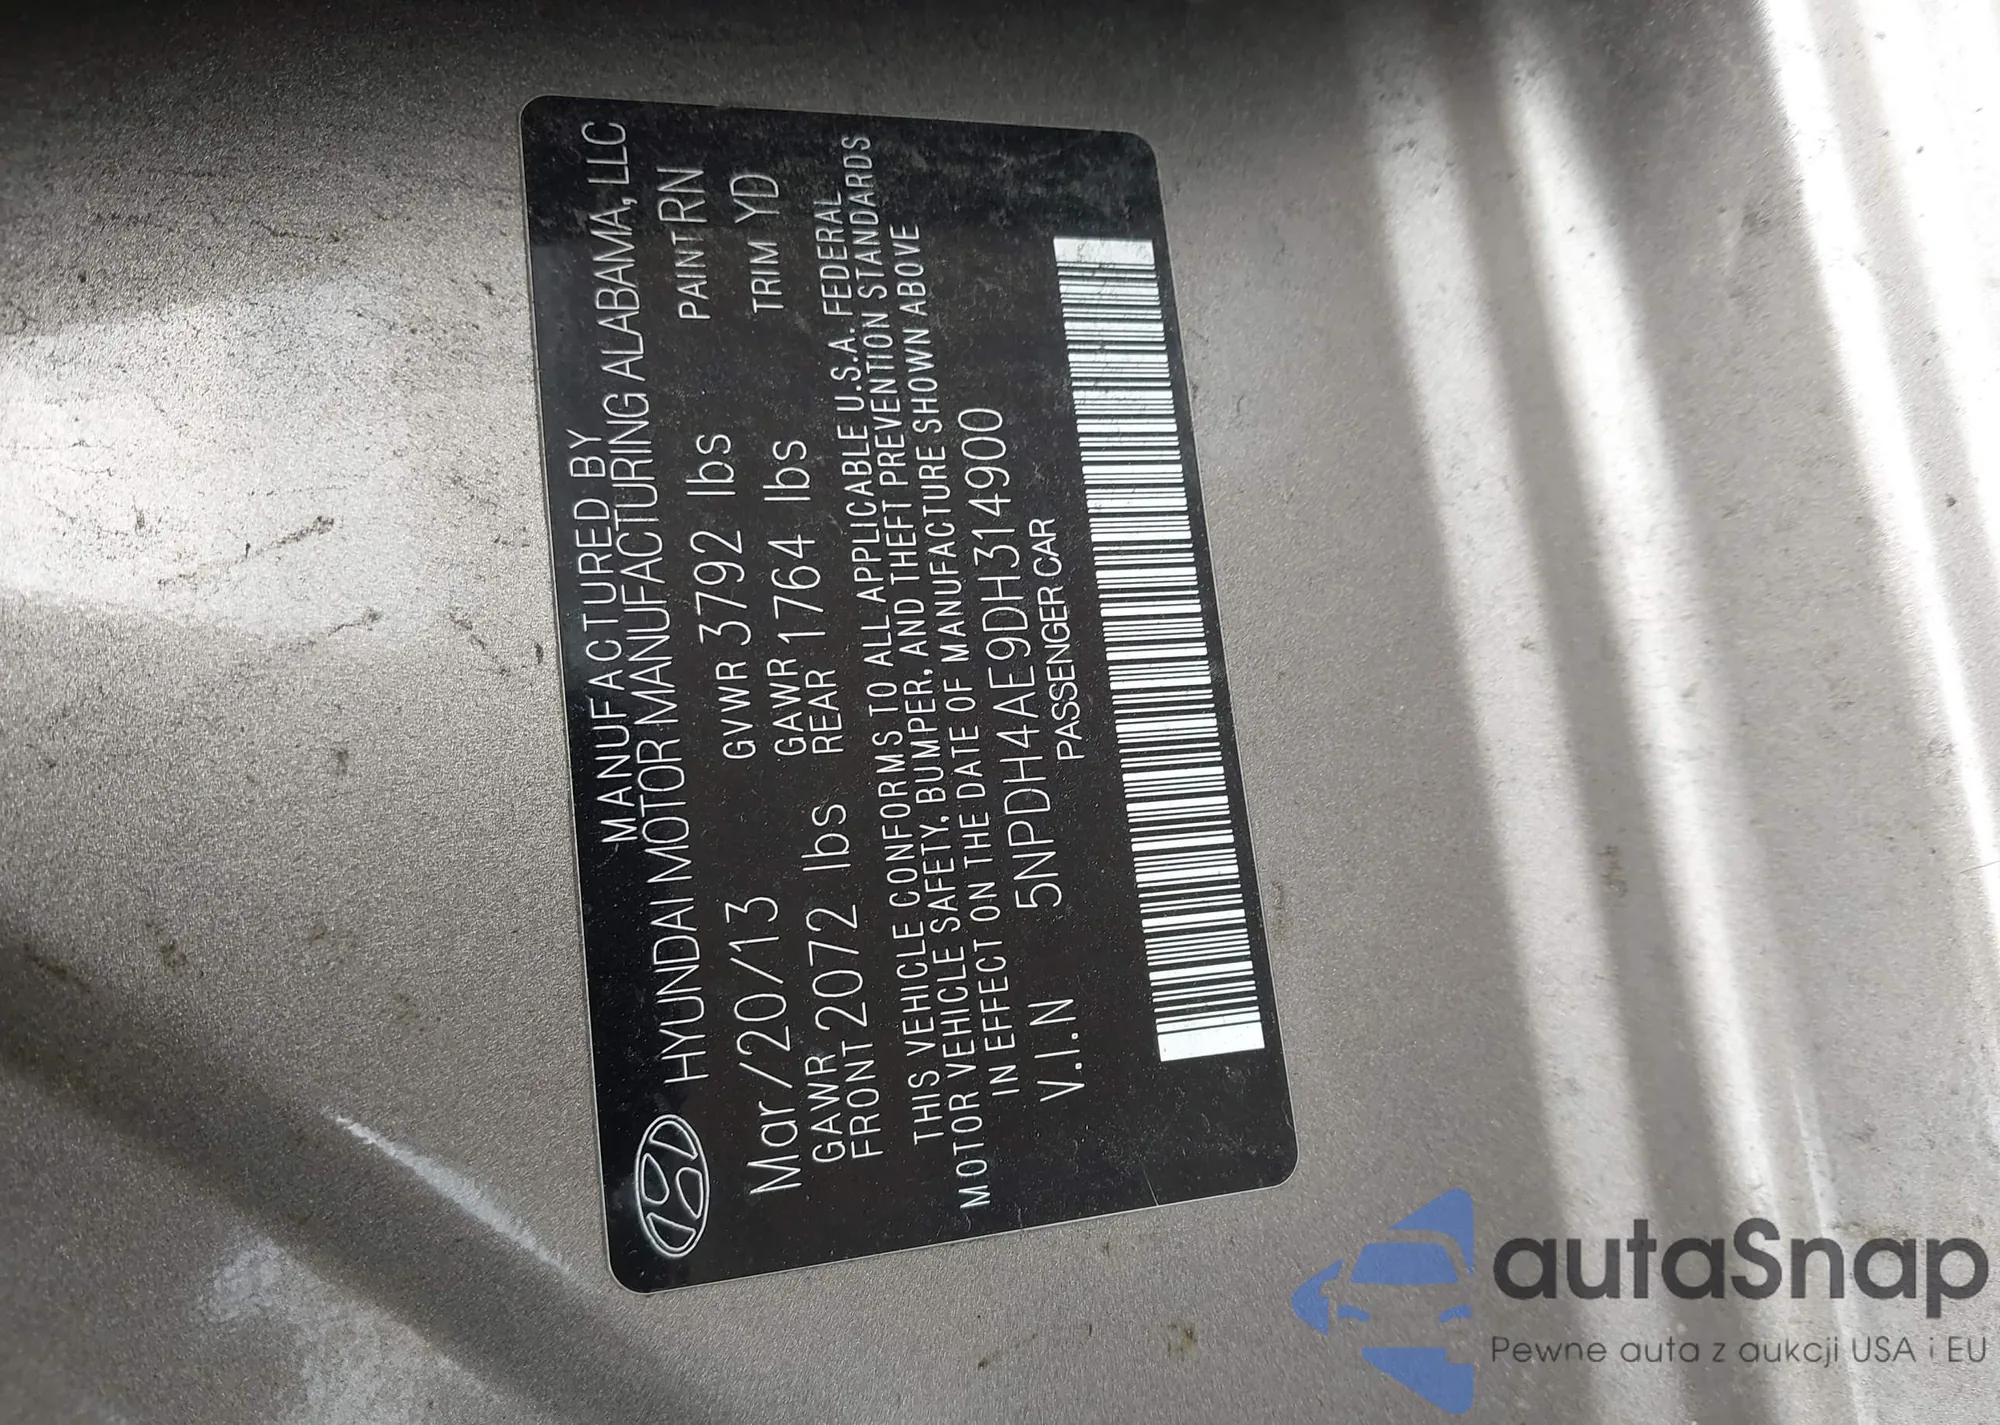 MANUFACTURED BY
HYUNDAI MOTOR MANUFACTURING ALABAMA, LLC
Mar/20/13 GVWR 3792 lbs PAINT RN
GAWR FRONT 2072 lbs GAWR REAR 1764 lbs TRIM YD
THIS VEHICLE CONFORMS TO ALL APPLICABLE U.S.A. FEDERAL
MOTOR VEHICLE SAFETY, BUMPER, AND THEFT PREVENTION STANDARDS
IN EFFECT ON THE DATE OF MANUFACTURE SHOWN ABOVE
V.I.N 5NPDH4AE9DH314900
PASSENGER CAR
autaSnap
Pewne auta z aukcji USA i EU